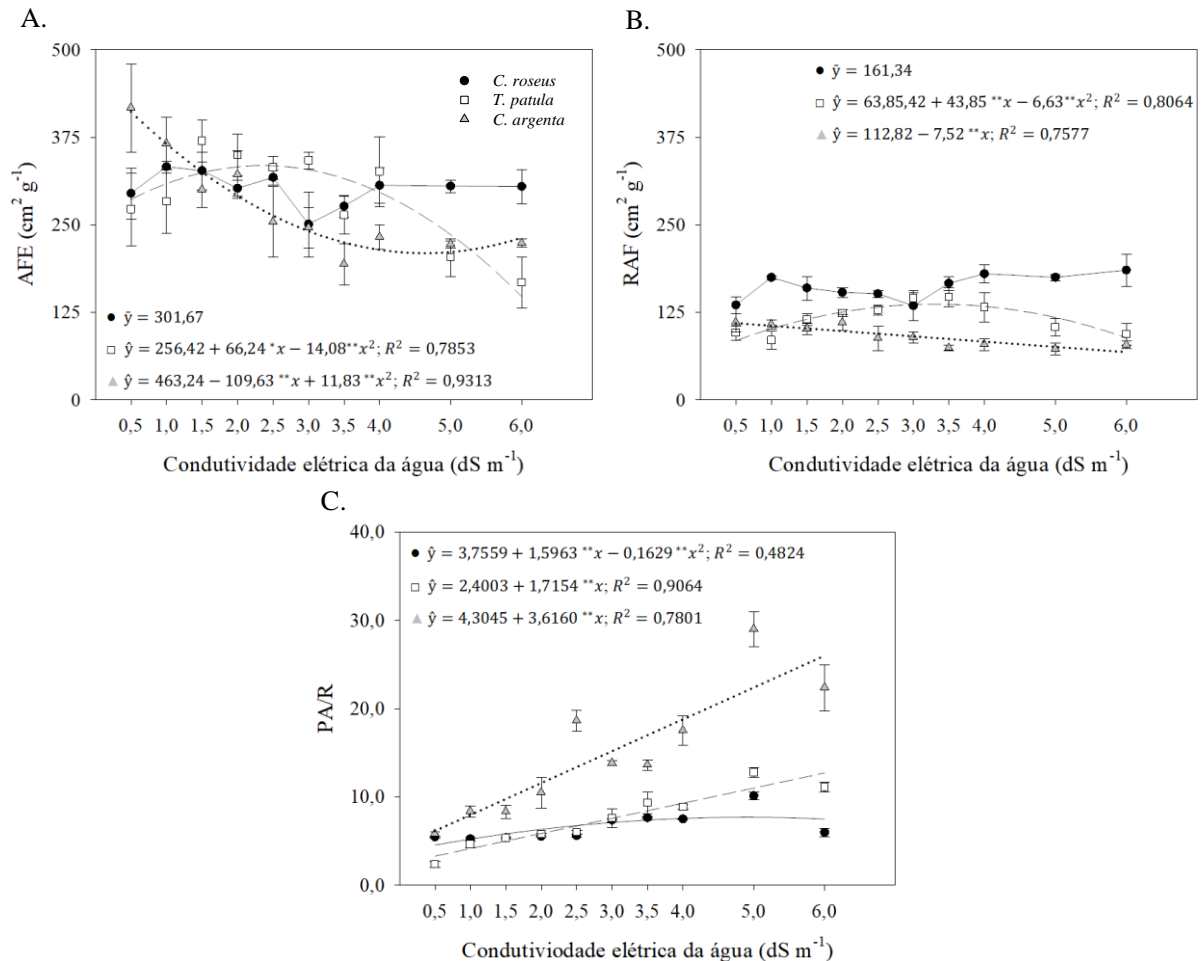 A.
500
375
250
125
0
AFE (cm² g⁻¹)
C. roseus
T. patula
C. argenta
ȳ = 301,67
ŷ = 256,42 + 66,24 *x − 14,08**x²; R² = 0,7853
ŷ = 463,24 − 109,63 **x + 11,83 **x²; R² = 0,9313
0,5 1,0 1,5 2,0 2,5 3,0 3,5 4,0 5,0 6,0
Condutividade elétrica da água (dS m⁻¹)
B.
500
375
250
125
0
RAF (cm² g⁻¹)
ȳ = 161,34
ŷ = 63,85,42 + 43,85 **x − 6,63**x²; R² = 0,8064
ŷ = 112,82 − 7,52 **x; R² = 0,7577
0,5 1,0 1,5 2,0 2,5 3,0 3,5 4,0 5,0 6,0
Condutividade elétrica da água (dS m⁻¹)
C.
40,0
30,0
20,0
10,0
0,0
PA/R
ŷ = 3,7559 + 1,5963 **x − 0,1629 **x²; R² = 0,4824
ŷ = 2,4003 + 1,7154 **x; R² = 0,9064
ŷ = 4,3045 + 3,6160 **x; R² = 0,7801
0,5 1,0 1,5 2,0 2,5 3,0 3,5 4,0 5,0 6,0
Condutiviodade elétrica da água (dS m⁻¹)